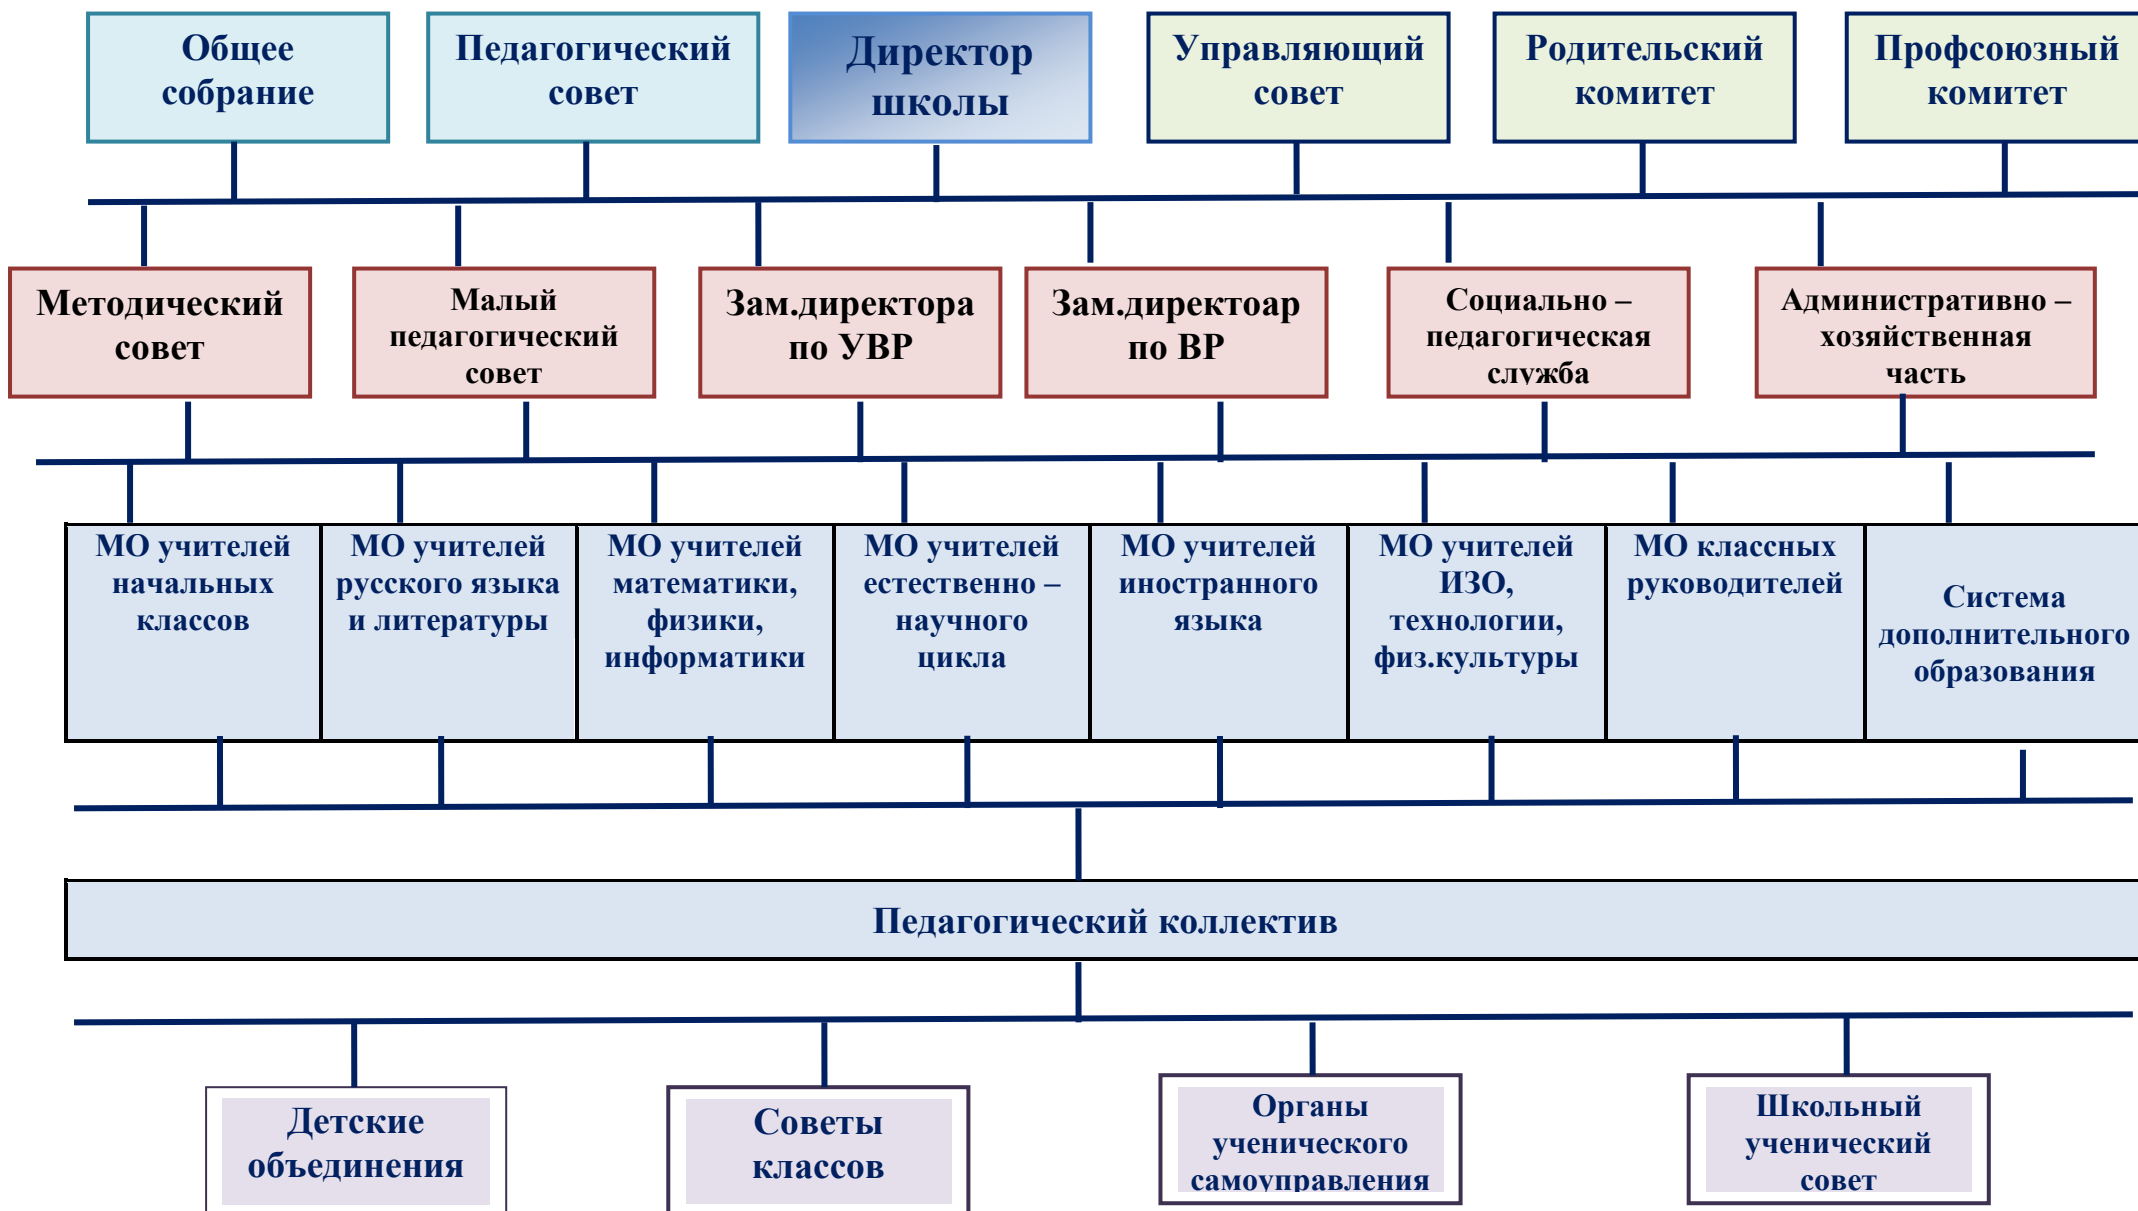 Общее
собрание
Педагогический
совет
Директор
школы
Управляющий
совет
Родительский
комитет
Профсоюзный
комитет
Методический
совет
Малый
педагогический
совет
Зам.директора
по УВР
Зам.директоар
по ВР
Социально –
педагогическая
служба
Административно –
хозяйственная
часть
МО учителей
начальных
классов
МО учителей
русского языка
и литературы
МО учителей
математики,
физики,
информатики
МО учителей
естественно –
научного
цикла
МО учителей
иностранного
языка
МО учителей
ИЗО,
технологии,
физ.культуры
МО классных
руководителей
Система
дополнительного
образования
Педагогический коллектив
Детские
объединения
Советы
классов
Органы
ученического
самоуправления
Школьный
ученический
совет